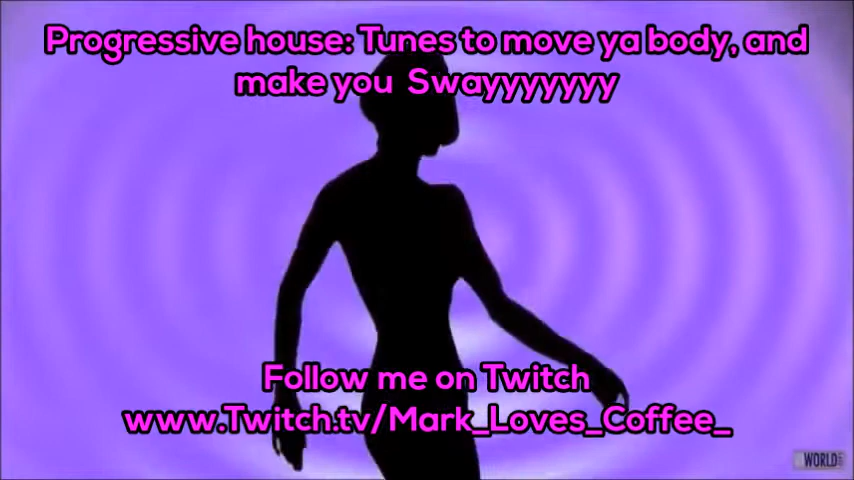 Progressive house: Tunes to move ya body, and
make you Swayyyyyyy
Follow me on Twitch
www.Twitch.tv/Mark_Loves_Coffee_
WORLD